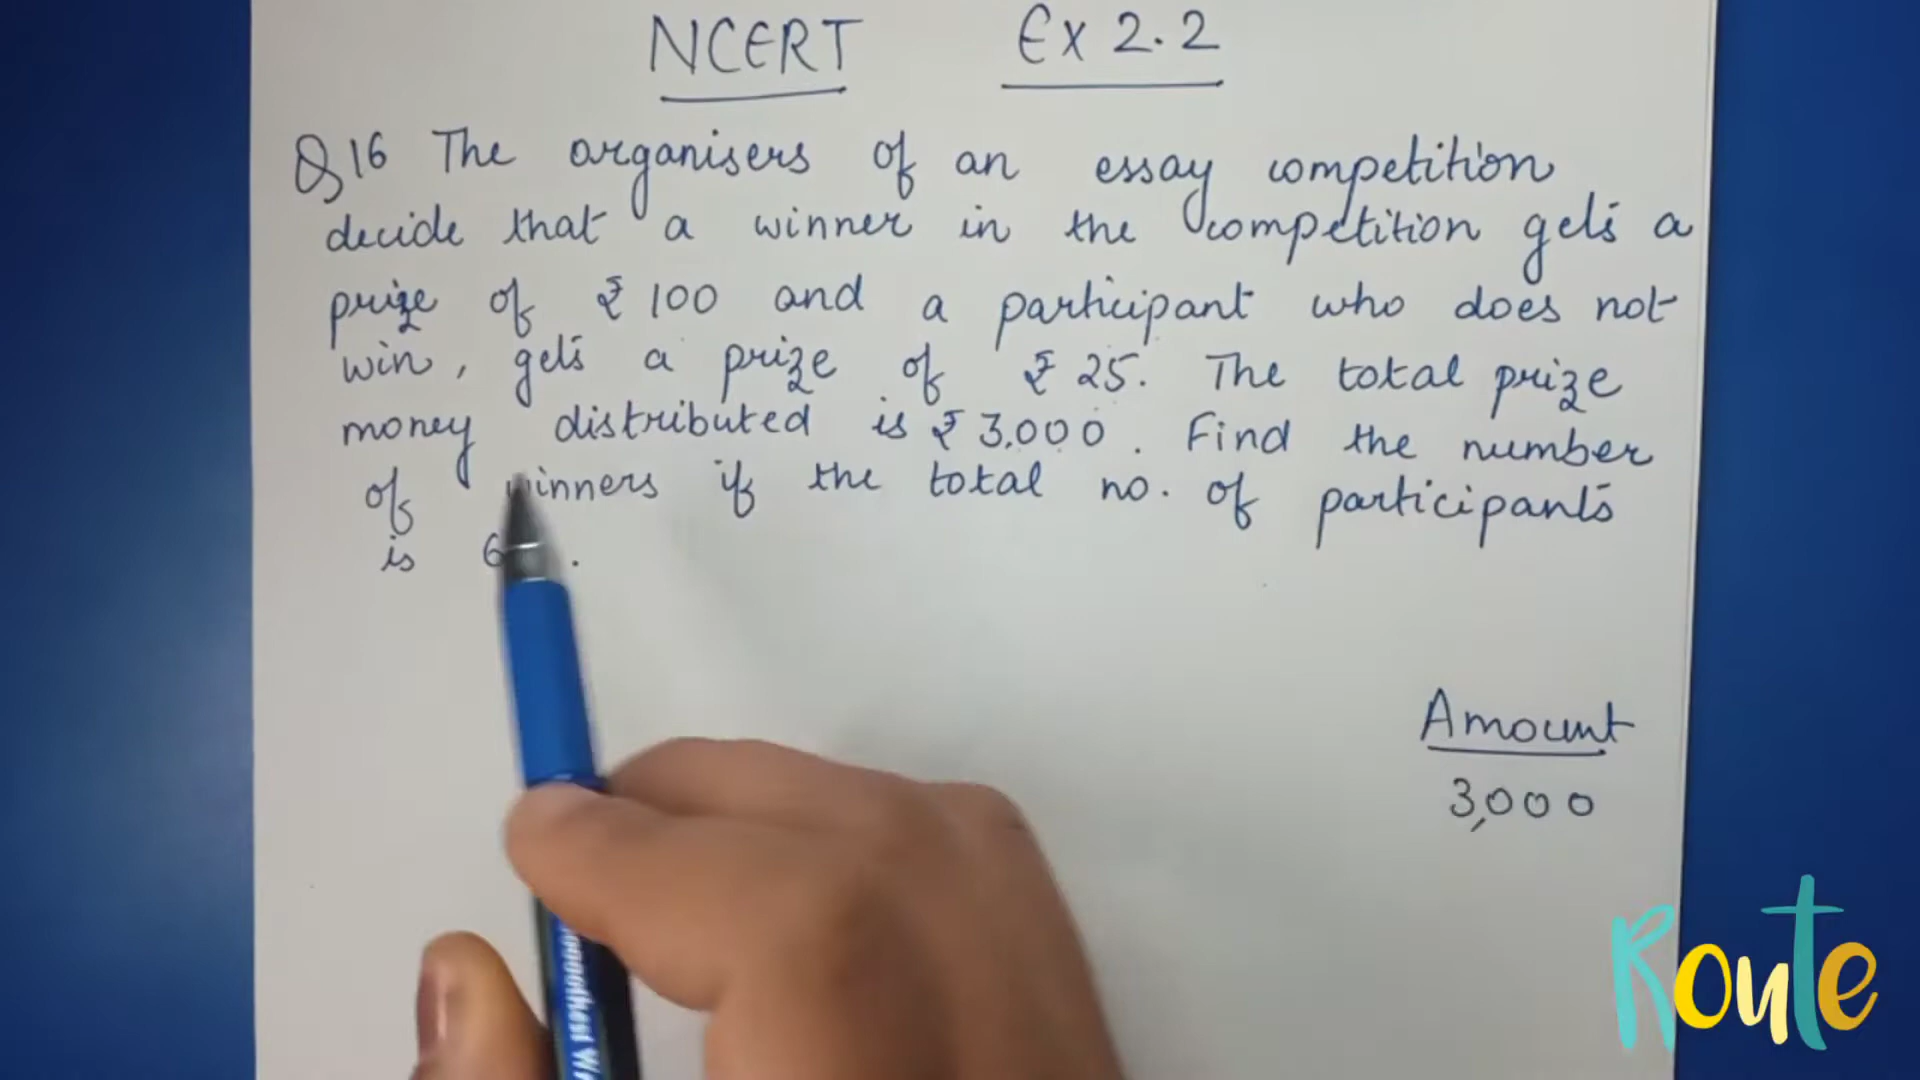 NCERT Ex 2.2
Q16 The organisers of an essay competition
decide that a winner in the competition gets a
prize of ₹ 100 and a participant who does not
win, gets a prize of ₹ 25. The total prize
money distributed is ₹ 3,000. Find the number
of winners if the total no. of participants
is 6
Amount
3,000
Route